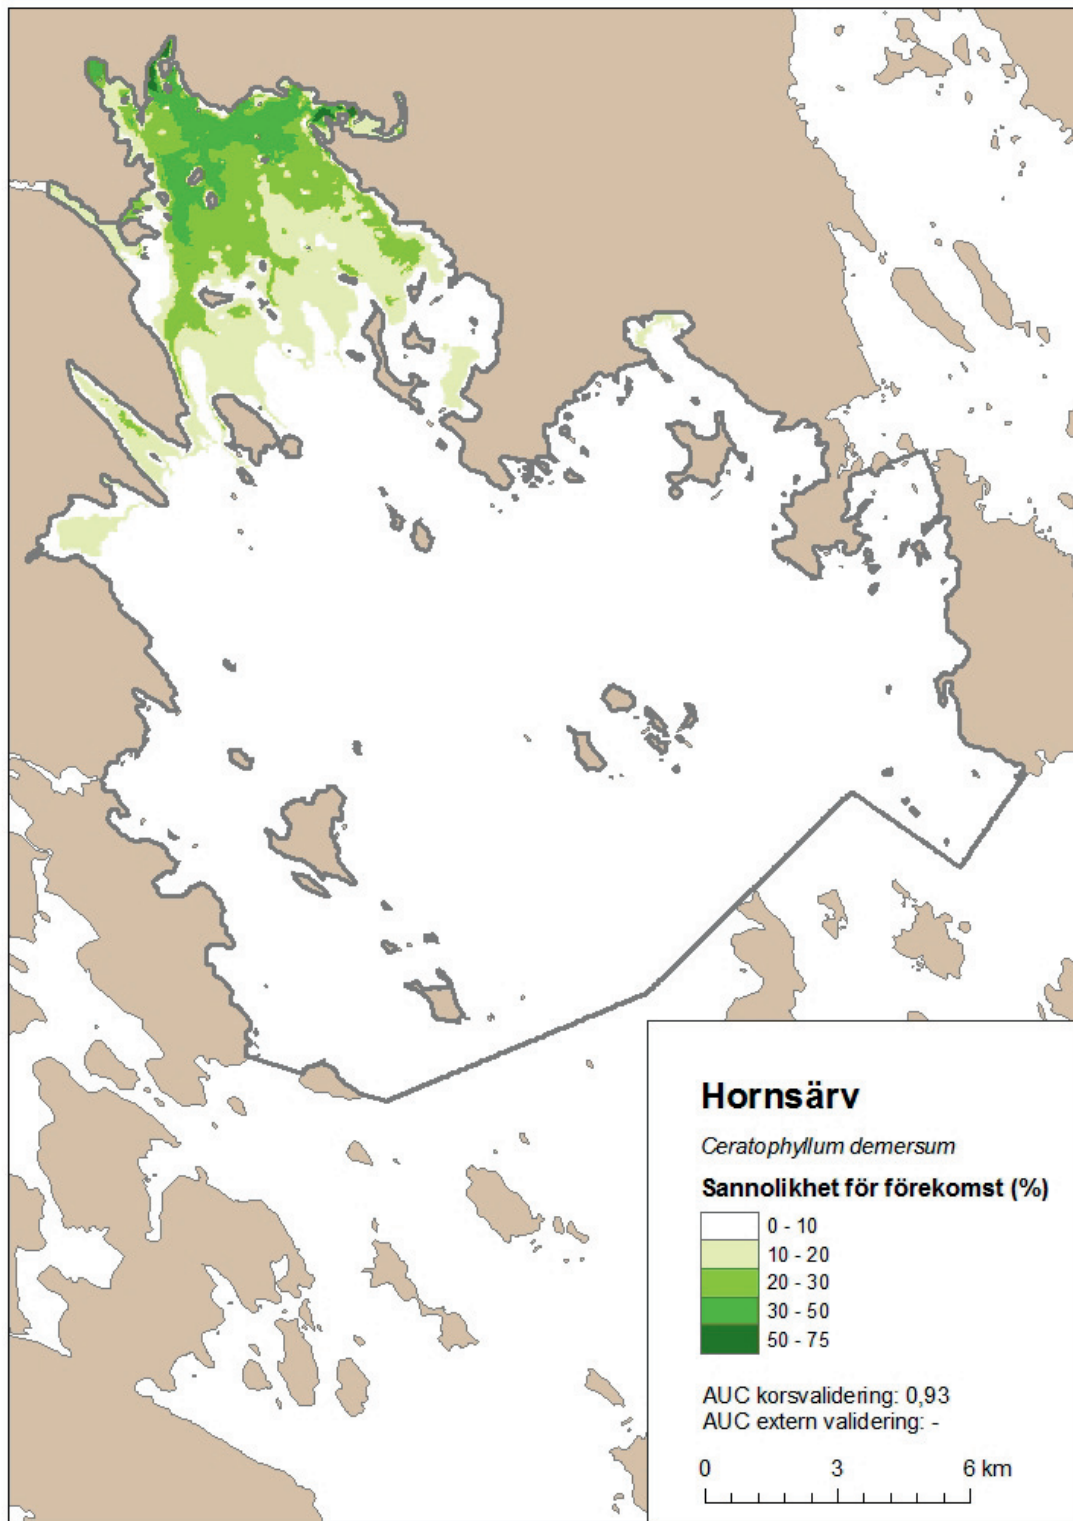 Hornsärv
Ceratophyllum demersum
Sannolikhet för förekomst (%)
0 - 10
10 - 20
20 - 30
30 - 50
50 - 75
AUC korsvalidering: 0,93
AUC extern validering: -
0 3 6 km